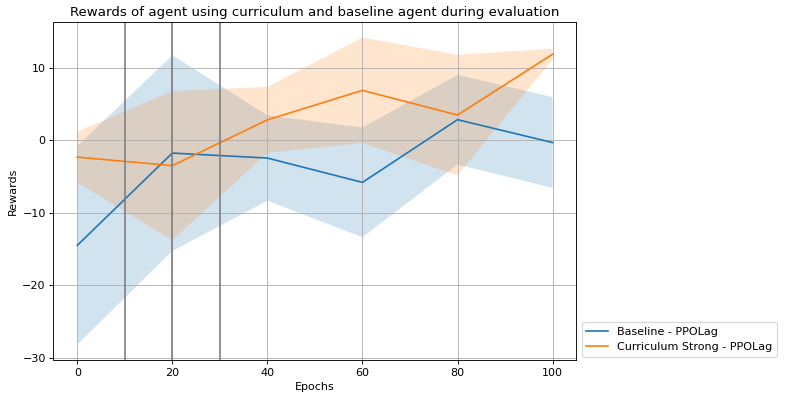 Rewards of agent using curriculum and baseline agent during evaluation
10
0
−10
−20
−30
Rewards
0 20 40 60 80 100
Epochs
Baseline - PPOLag
Curriculum Strong - PPOLag